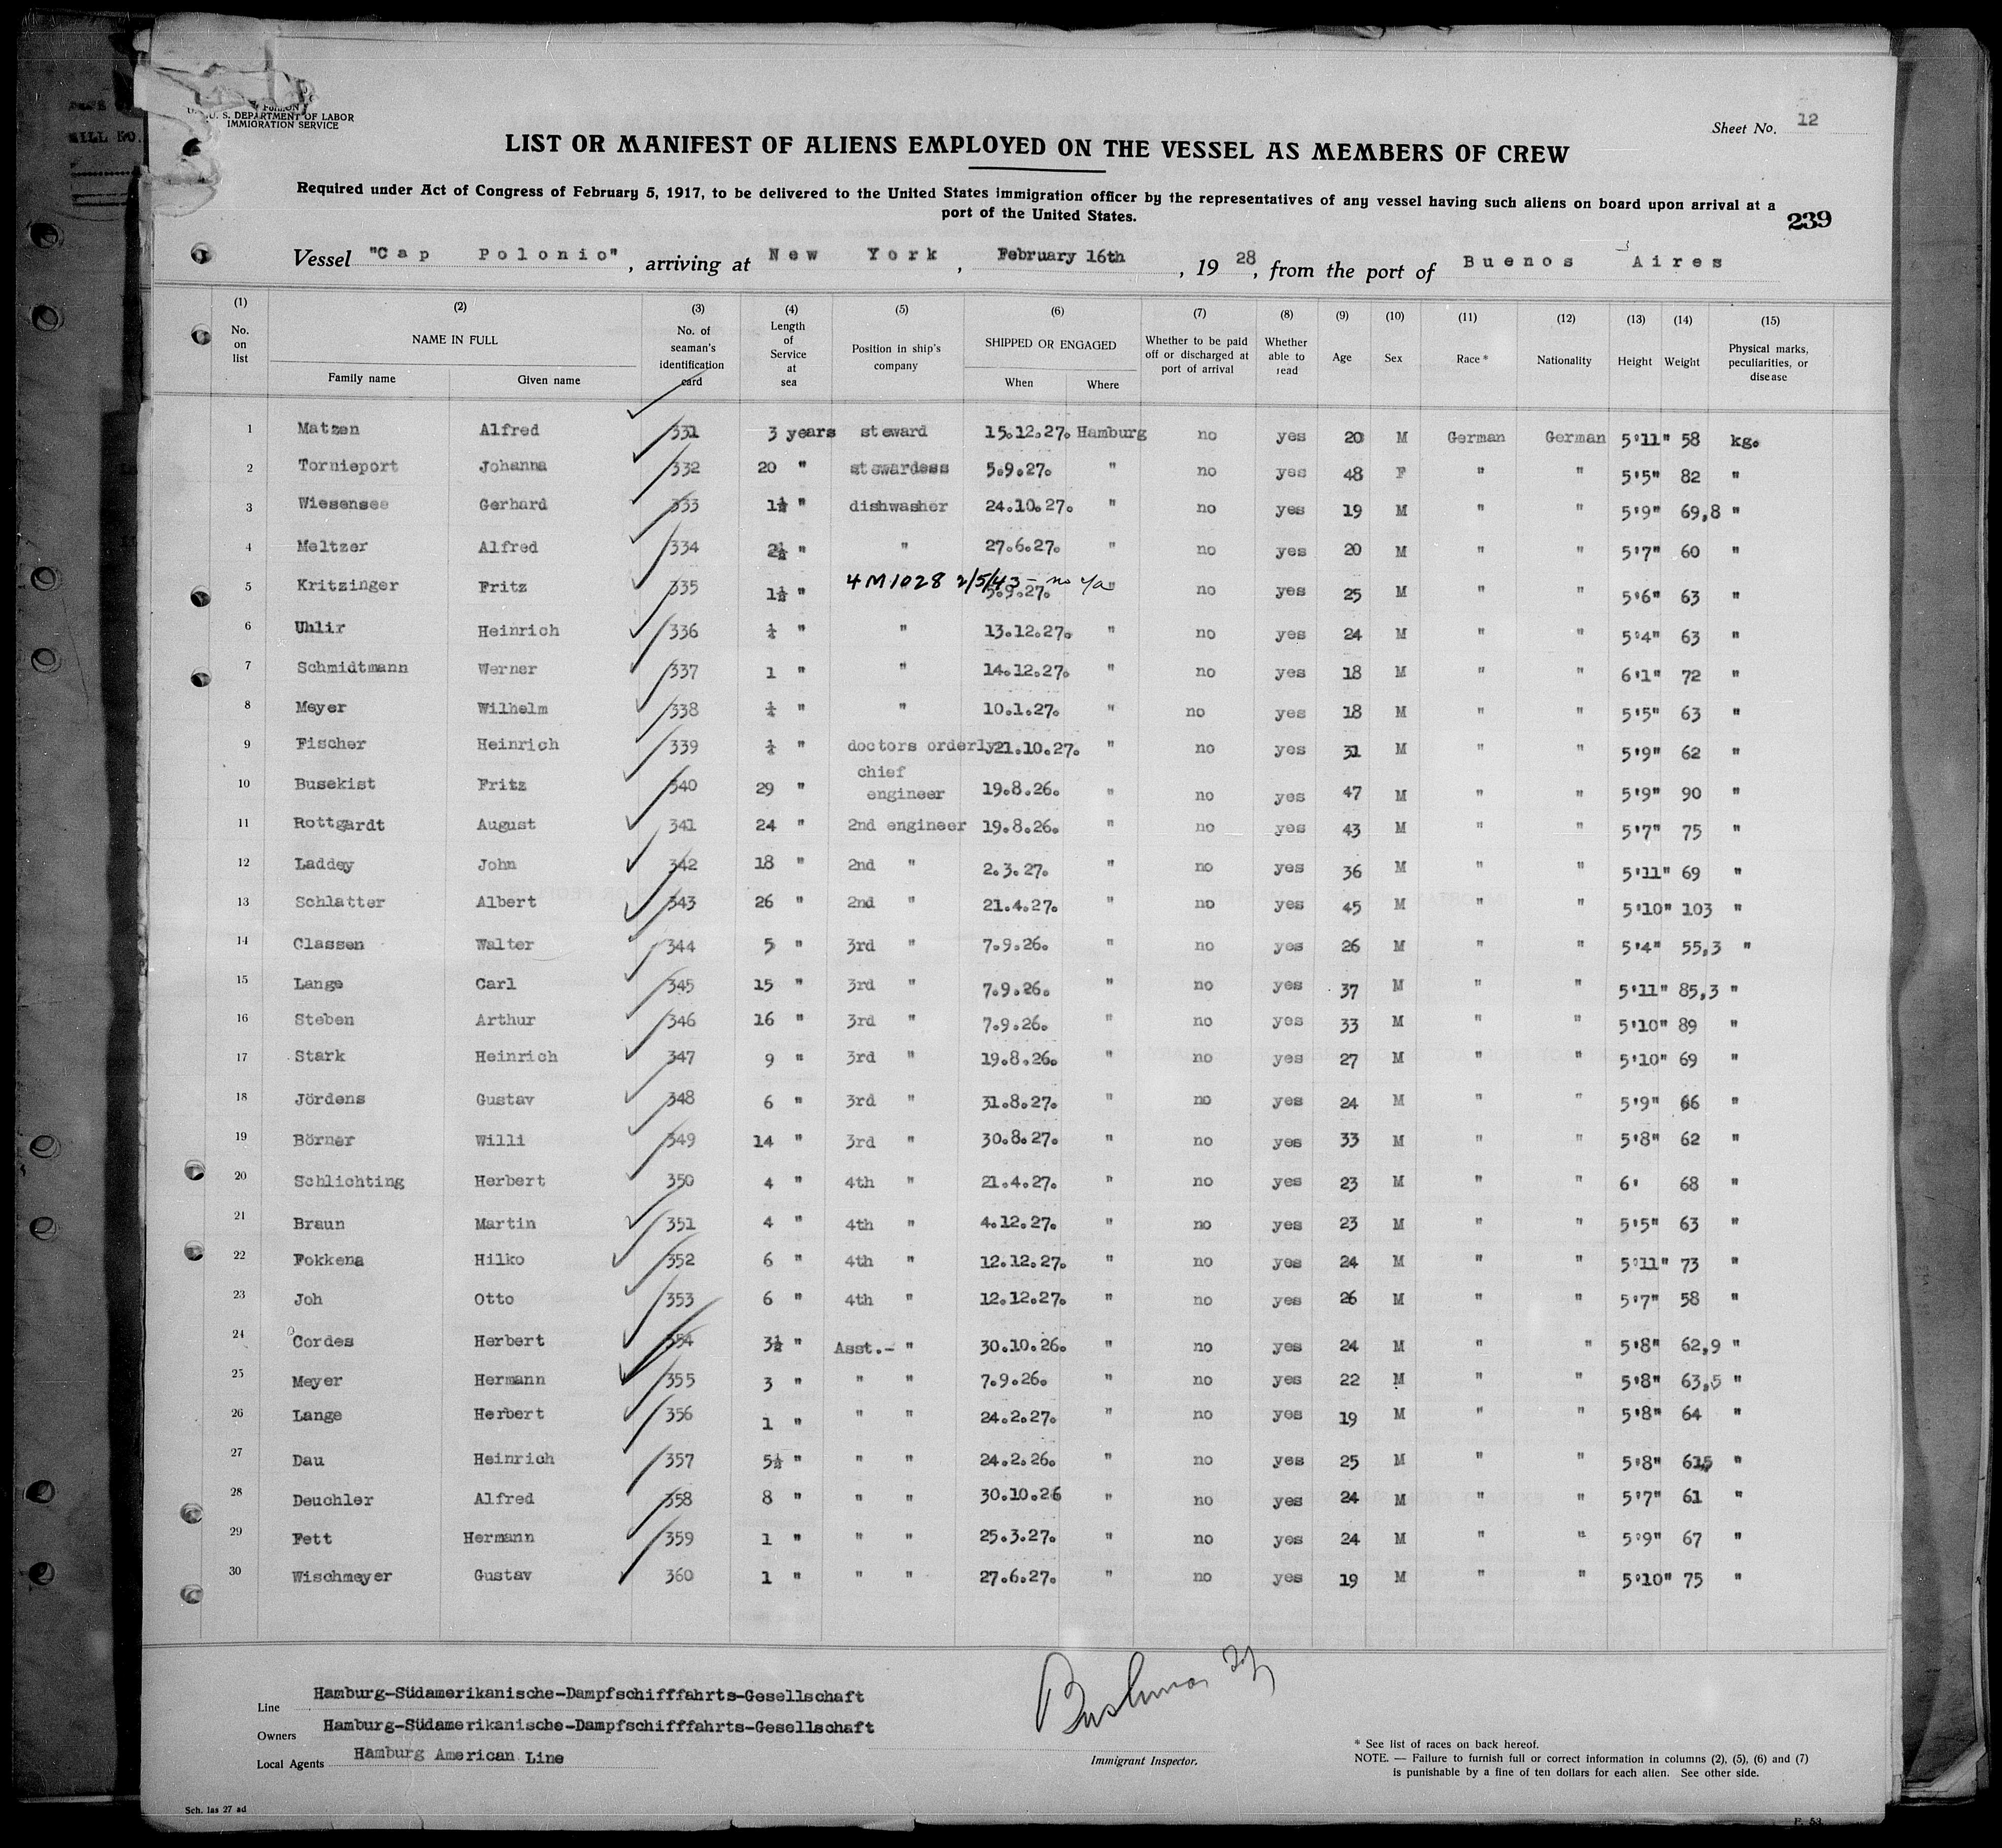 U. S. DEPARTMENT OF LABOR
IMMIGRATION SERVICE
Sheet No. 12
LIST OR MANIFEST OF ALIENS EMPLOYED ON THE VESSEL AS MEMBERS OF CREW
Required under Act of Congress of February 5, 1917, to be delivered to the United States immigration officer by the representatives of any vessel having such aliens on board upon arrival at a
port of the United States.
239
Vessel "Cap Polonio", arriving at New York, February 16th, 1928, from the port of Buenos Aires
(1) (2) (3) (4) (5) (6) (7) (8) (9) (10) (11) (12) (13) (14) (15)
No. on list NAME IN FULL Family name Given name No. of seaman's identification card Length of Service at sea Position in ship's company SHIPPED OR ENGAGED When Where Whether to be paid off or discharged at port of arrival Whether able to read Age Sex Race * Nationality Height Weight Physical marks, peculiarities, or disease
1 Matzen Alfred 331 3 years steward 15.12.27. Hamburg no yes 20 M German German 5'11" 58 kg.
2 Tornieport Johanna 332 20 " stewardess 5.9.27. " no yes 48 F " " 5'5" 82 "
3 Wiesensee Gerhard 333 1½ " dishwasher 24.10.27. " no yes 19 M " " 5'9" 69,8 "
4 Meltzer Alfred 334 2½ " " 27.6.27. " no yes 20 M " " 5'7" 60 "
5 Kritzinger Fritz 335 1½ " 4M1028 2/5/43 - no 5.9.27. " no yes 25 M " " 5'6" 63 "
6 Uhlir Heinrich 336 " " 13.12.27. " no yes 24 M " " 5'4" 63 "
7 Schmidtmann Werner 337 1 " " 14.12.27. " no yes 18 M " " 6'1" 72 "
8 Meyer Wilhelm 338 " " 10.1.27. " no yes 18 M " " 5'5" 63 "
9 Fischer Heinrich 339 " doctors orderly 21.10.27. " no yes 31 M " " 5'9" 62 "
10 Busekist Fritz 340 29 " chief engineer 19.8.26. " no yes 47 M " " 5'9" 90 "
11 Rottgardt August 341 24 " 2nd engineer 19.8.26. " no yes 43 M " " 5'7" 75 "
12 Laddey John 342 18 " 2nd " 2.3.27. " no yes 36 M " " 5'11" 69 "
13 Schlatter Albert 343 26 " 2nd " 21.4.27. " no yes 45 M " " 5'10" 103 "
14 Classen Walter 344 5 " 3rd " 7.9.26. " no yes 26 M " " 5'4" 55,3 "
15 Lange Carl 345 15 " 3rd " 7.9.26. " no yes 37 M " " 5'11" 85,3 "
16 Steben Arthur 346 16 " 3rd " 7.9.26. " no yes 33 M " " 5'10" 89 "
17 Stark Heinrich 347 9 " 3rd " 19.8.26. " no yes 27 M " " 5'10" 69 "
18 Jördens Gustav 348 6 " 3rd " 31.8.27. " no yes 24 M " " 5'9" 66 "
19 Börner Willi 349 14 " 3rd " 30.8.27. " no yes 33 M " " 5'8" 62 "
20 Schlichting Herbert 350 4 " 4th " 21.4.27. " no yes 23 M " " 6' 68 "
21 Braun Martin 351 4 " 4th " 4.12.27. " no yes 23 M " " 5'5" 63 "
22 Fokkena Hilko 352 6 " 4th " 12.12.27. " no yes 24 M " " 5'11" 73 "
23 Joh Otto 353 6 " 4th " 12.12.27. " no yes 26 M " " 5'7" 58 "
24 Cordes Herbert 354 3½ " Asst.- " 30.10.26. " no yes 24 M " " 5'8" 62,9 "
25 Meyer Hermann 355 3 " " " 7.9.26. " no yes 22 M " " 5'8" 63,5 "
26 Lange Herbert 356 1 " " " 24.2.27. " no yes 19 M " " 5'8" 64 "
27 Dau Heinrich 357 5½ " " " 24.2.26. " no yes 25 M " " 5'8" 61,5 "
28 Deuchler Alfred 358 8 " " " 30.10.26 " no yes 24 M " " 5'7" 61 "
29 Fett Hermann 359 1 " " " 25.3.27. " no yes 24 M " " 5'9" 67 "
30 Wischmeyer Gustav 360 1 " " " 27.6.27. " no yes 19 M " " 5'10" 75 "
Line Hamburg-Südamerikanische-Dampfschifffahrts-Gesellschaft
Owners Hamburg-Südamerikanische-Dampfschifffahrts-Gesellschaft
Local Agents Hamburg American Line
Immigrant Inspector.
* See list of races on back hereof.
NOTE. — Failure to furnish full or correct information in columns (2), (5), (6) and (7)
is punishable by a fine of ten dollars for each alien. See other side.
Sch. las 27 ad